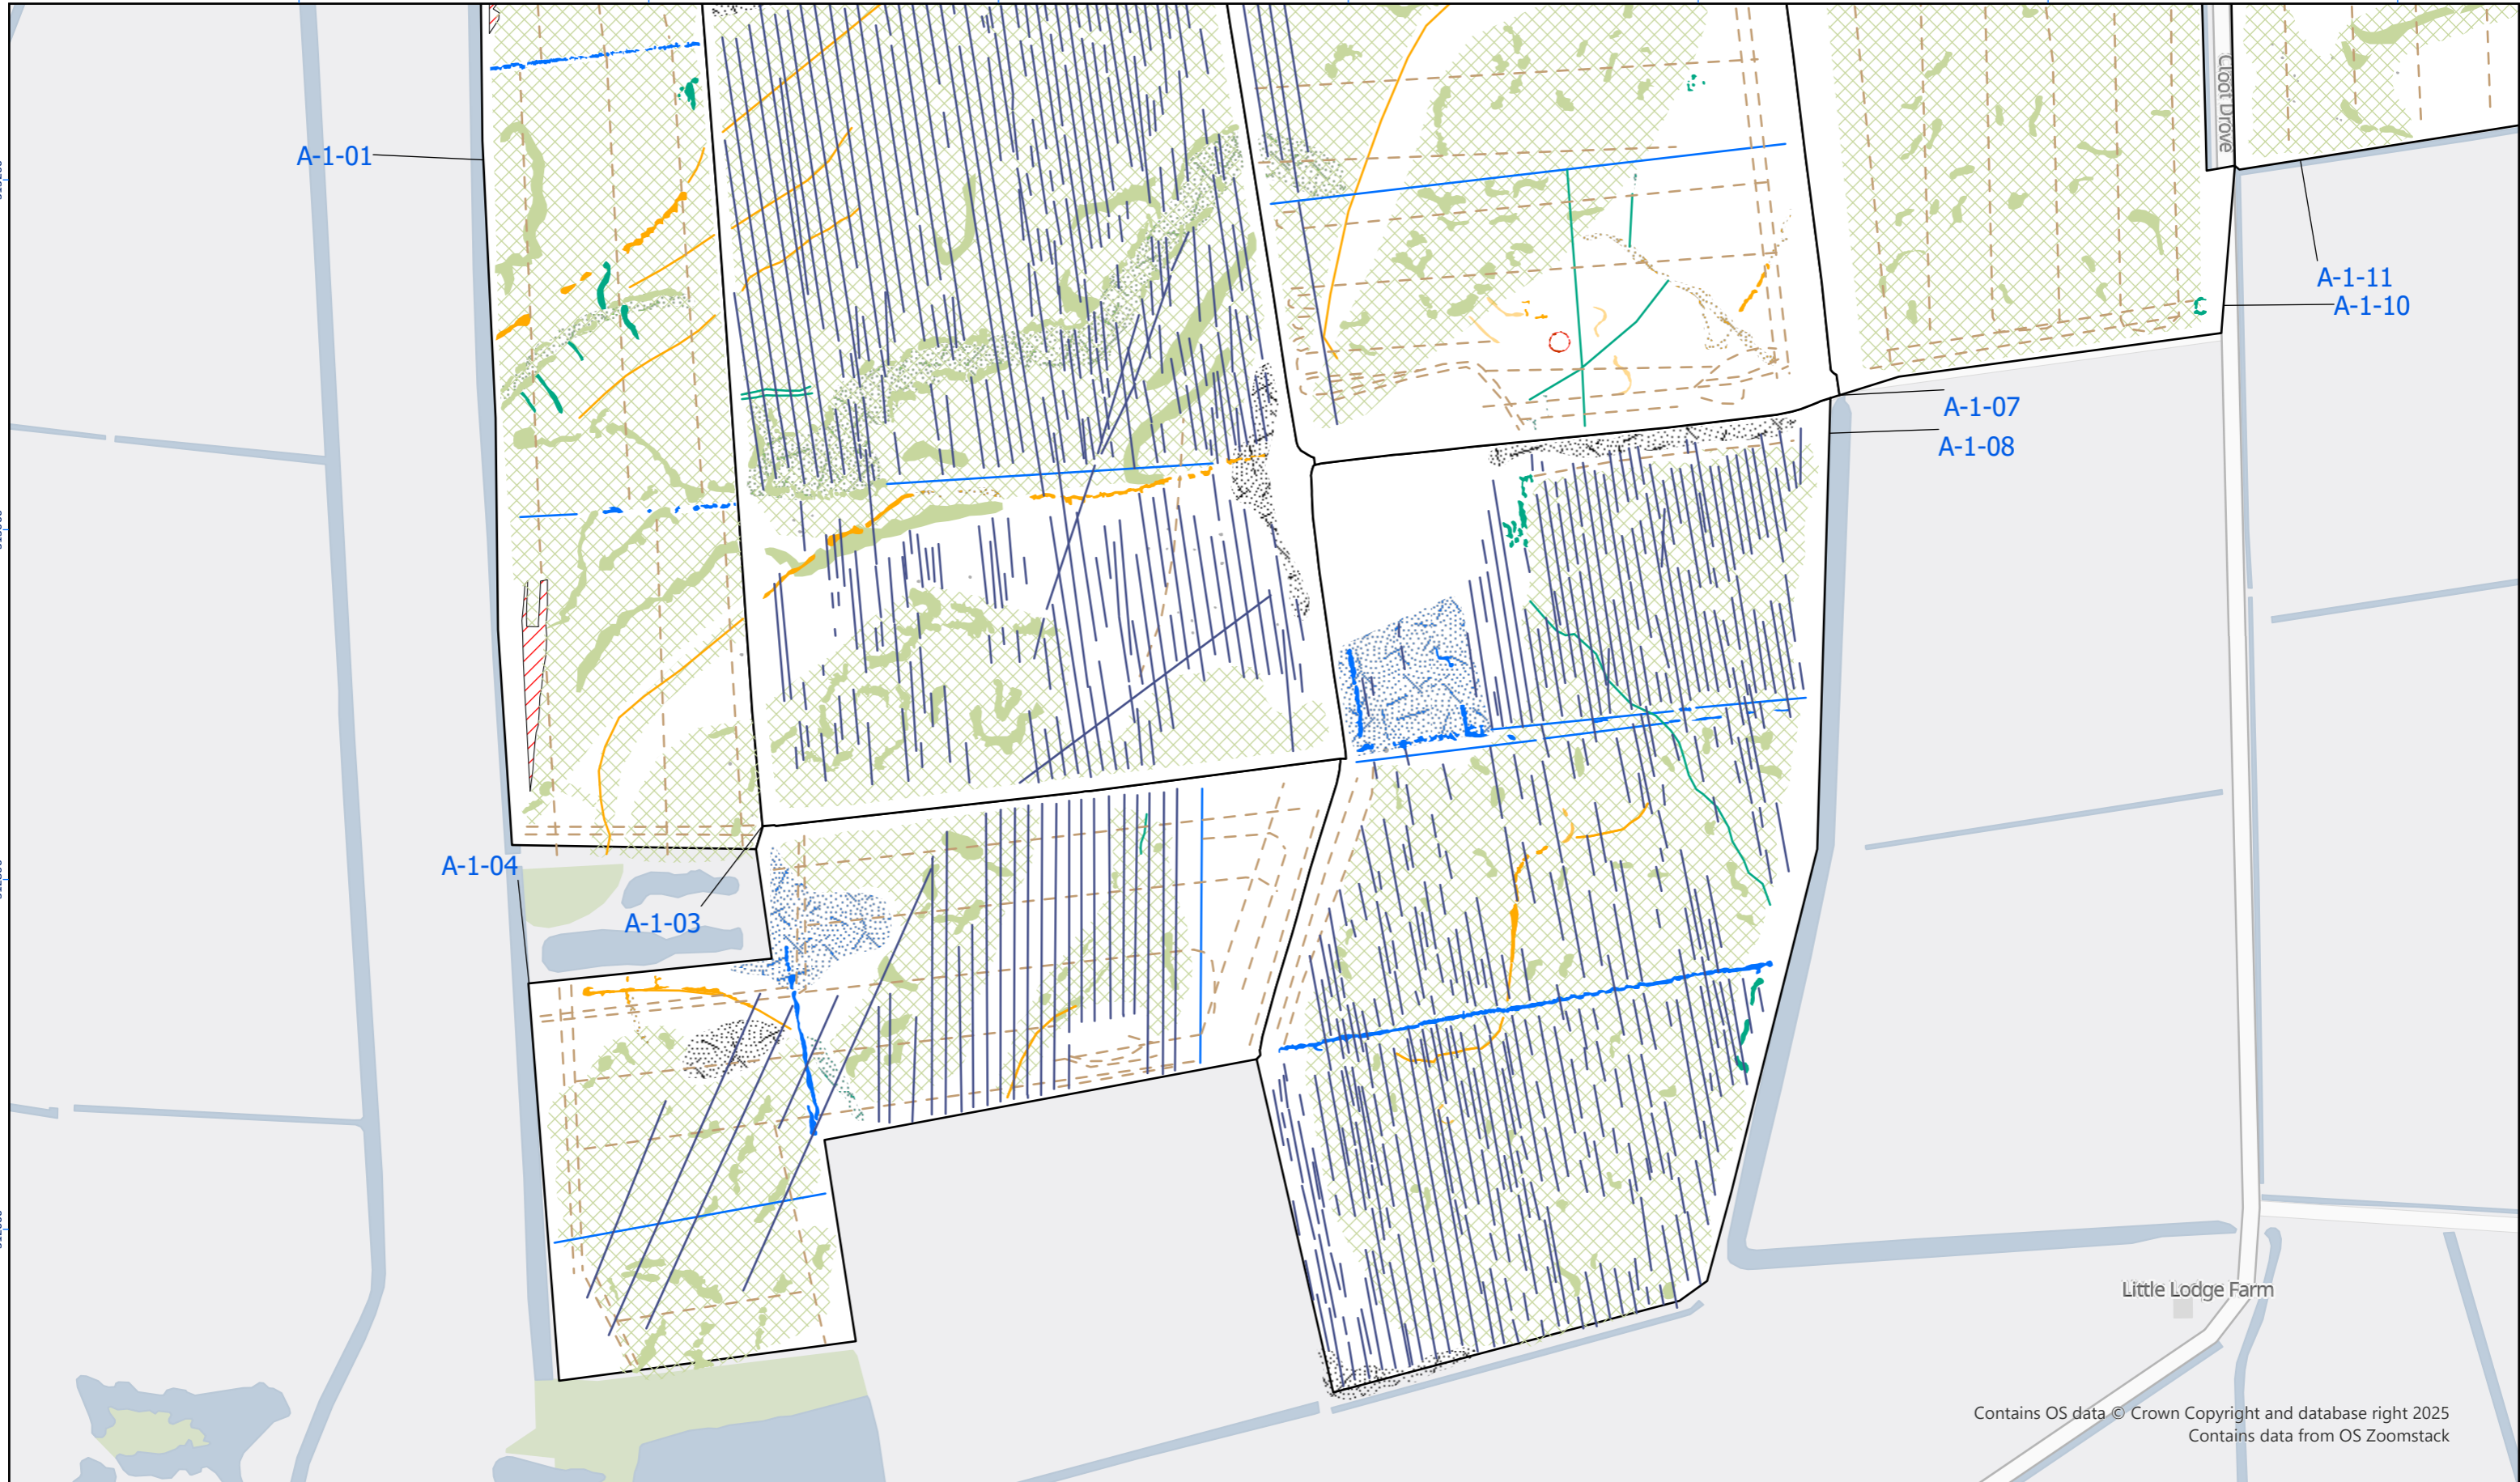 Cloot Drove
A-1-01
A-1-11
A-1-10
A-1-07
A-1-08
A-1-04
A-1-03
Little Lodge Farm
Contains OS data © Crown Copyright and database right 2025
Contains data from OS Zoomstack